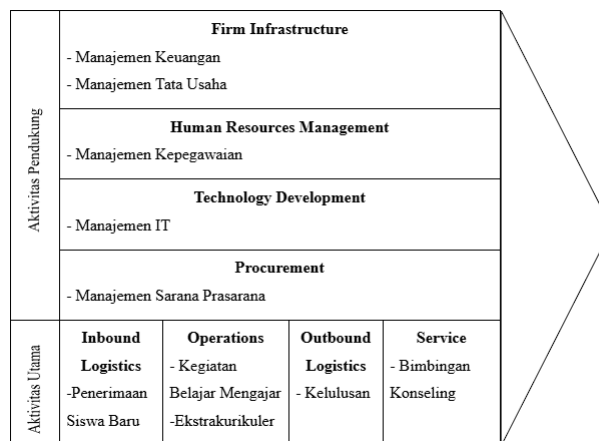 Aktivitas Pendukung
Firm Infrastructure
- Manajemen Keuangan
- Manajemen Tata Usaha
Human Resources Management
- Manajemen Kepegawaian
Technology Development
- Manajemen IT
Procurement
- Manajemen Sarana Prasarana
Aktivitas Utama
Inbound
Logistics
-Penerimaan
Siswa Baru
Operations
- Kegiatan
Belajar Mengajar
-Ekstrakurikuler
Outbound
Logistics
- Kelulusan
Service
- Bimbingan
Konseling